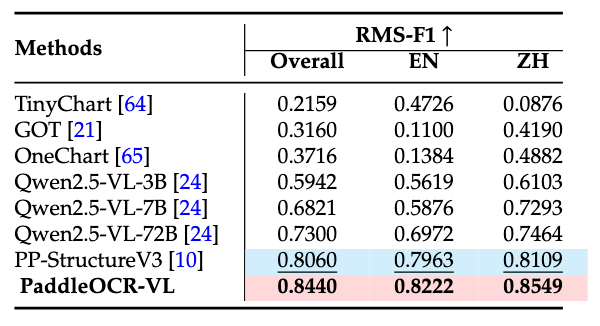 Methods RMS-F1 ↑
Overall EN ZH
TinyChart [64] 0.2159 0.4726 0.0876
GOT [21] 0.3160 0.1100 0.4190
OneChart [65] 0.3716 0.1384 0.4882
Qwen2.5-VL-3B [24] 0.5942 0.5619 0.6103
Qwen2.5-VL-7B [24] 0.6821 0.5876 0.7293
Qwen2.5-VL-72B [24] 0.7300 0.6972 0.7464
PP-StructureV3 [10] 0.8060 0.7963 0.8109
PaddleOCR-VL 0.8440 0.8222 0.8549